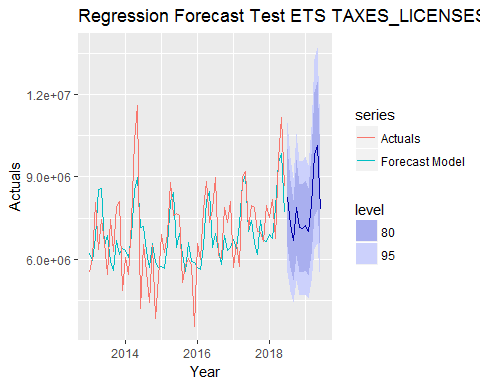 Regression Forecast Test ETS TAXES_LICENSES
Actuals
1.2e+07
9.0e+06
6.0e+06
2014
2016
2018
Year
series
Actuals
Forecast Model
level
80
95